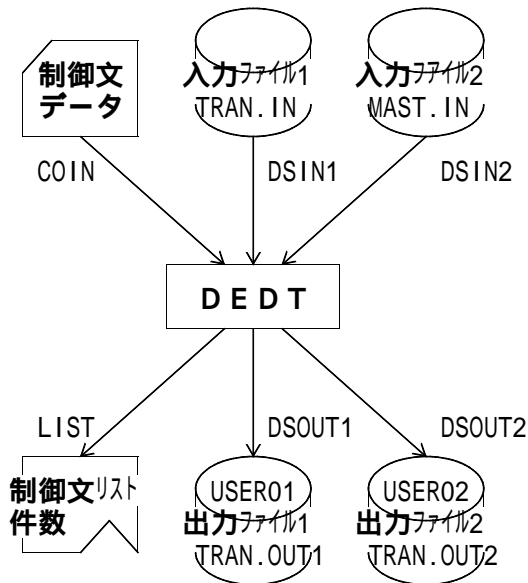 制御文
データ
入力ﾌｧｲﾙ1
TRAN.IN
入力ﾌｧｲﾙ2
MAST.IN
COIN
DSIN1
DSIN2
ＤＥＤＴ
LIST
DSOUT1
DSOUT2
制御文ﾘｽﾄ
件数
USER01
出力ﾌｧｲﾙ1
TRAN.OUT1
USER02
出力ﾌｧｲﾙ2
TRAN.OUT2